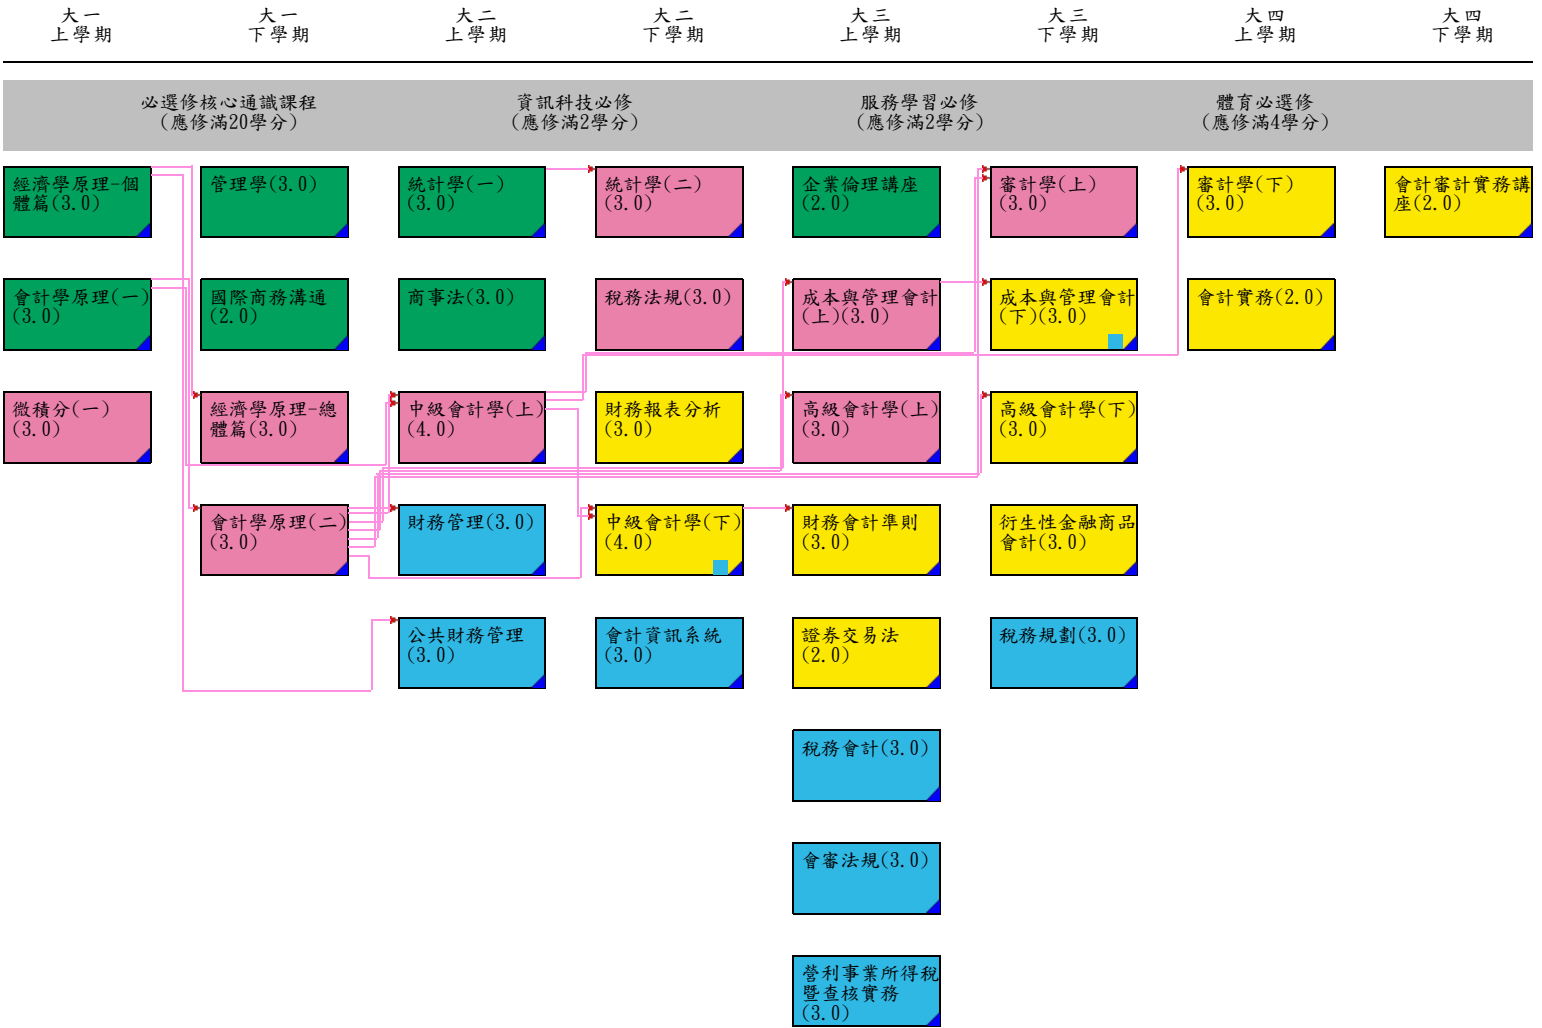 大一
上學期
大一
下學期
大二
上學期
大二
下學期
大三
上學期
大三
下學期
大四
上學期
大四
下學期
必選修核心通識課程
(應修滿20學分)
資訊科技必修
(應修滿2學分)
服務學習必修
(應修滿2學分)
體育必選修
(應修滿4學分)
經濟學原理-個
體篇(3.0)
管理學(3.0)
統計學(一)
(3.0)
統計學(二)
(3.0)
企業倫理講座
(2.0)
審計學(上)
(3.0)
審計學(下)
(3.0)
會計審計實務講
座(2.0)
會計學原理(一)
(3.0)
國際商務溝通
(2.0)
商事法(3.0)
稅務法規(3.0)
成本與管理會計
(上)(3.0)
成本與管理會計
(下)(3.0)
會計實務(2.0)
微積分(一)
(3.0)
經濟學原理-總
體篇(3.0)
中級會計學(上)
(4.0)
財務報表分析
(3.0)
高級會計學(上)
(3.0)
高級會計學(下)
(3.0)
會計學原理(二)
(3.0)
財務管理(3.0)
中級會計學(下)
(4.0)
財務會計準則
(3.0)
衍生性金融商品
會計(3.0)
公共財務管理
(3.0)
會計資訊系統
(3.0)
證券交易法
(2.0)
稅務規劃(3.0)
稅務會計(3.0)
會審法規(3.0)
營利事業所得稅
暨查核實務
(3.0)